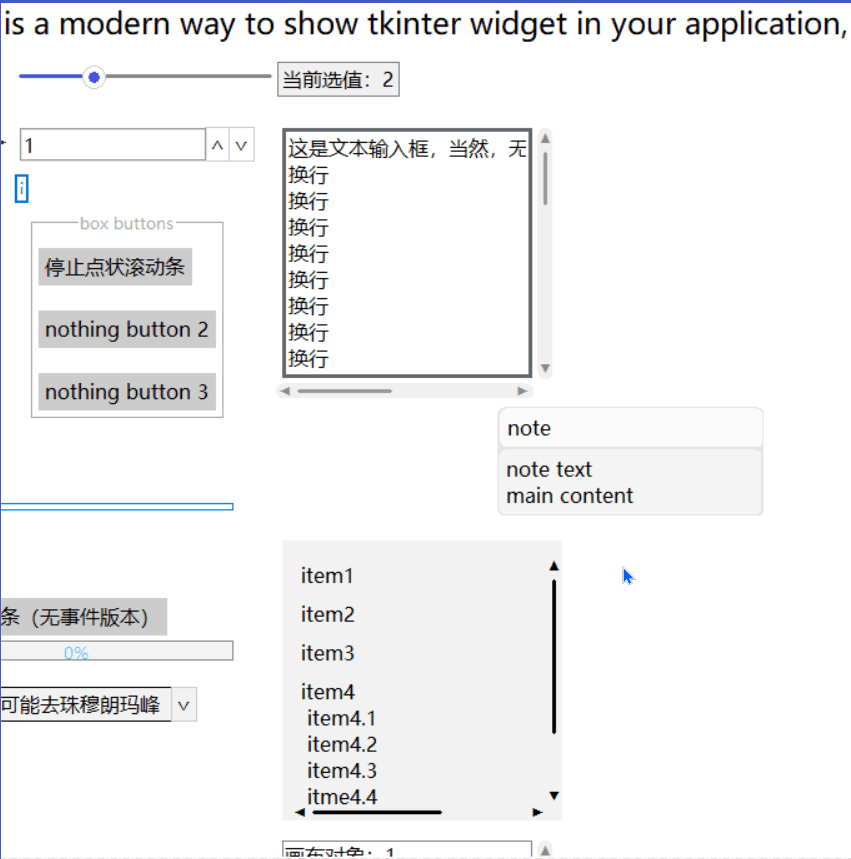 is a modern way to show tkinter widget in your application,
当前选值：2
1
这是文本输入框，当然，无
换行
换行
换行
换行
换行
换行
换行
换行
i
box buttons
停止点状滚动条
nothing button 2
nothing button 3
note
note text
main content
item1
item2
item3
item4
item4.1
item4.2
item4.3
itme4.4
条（无事件版本）
0%
可能去珠穆朗玛峰
画布对象：1